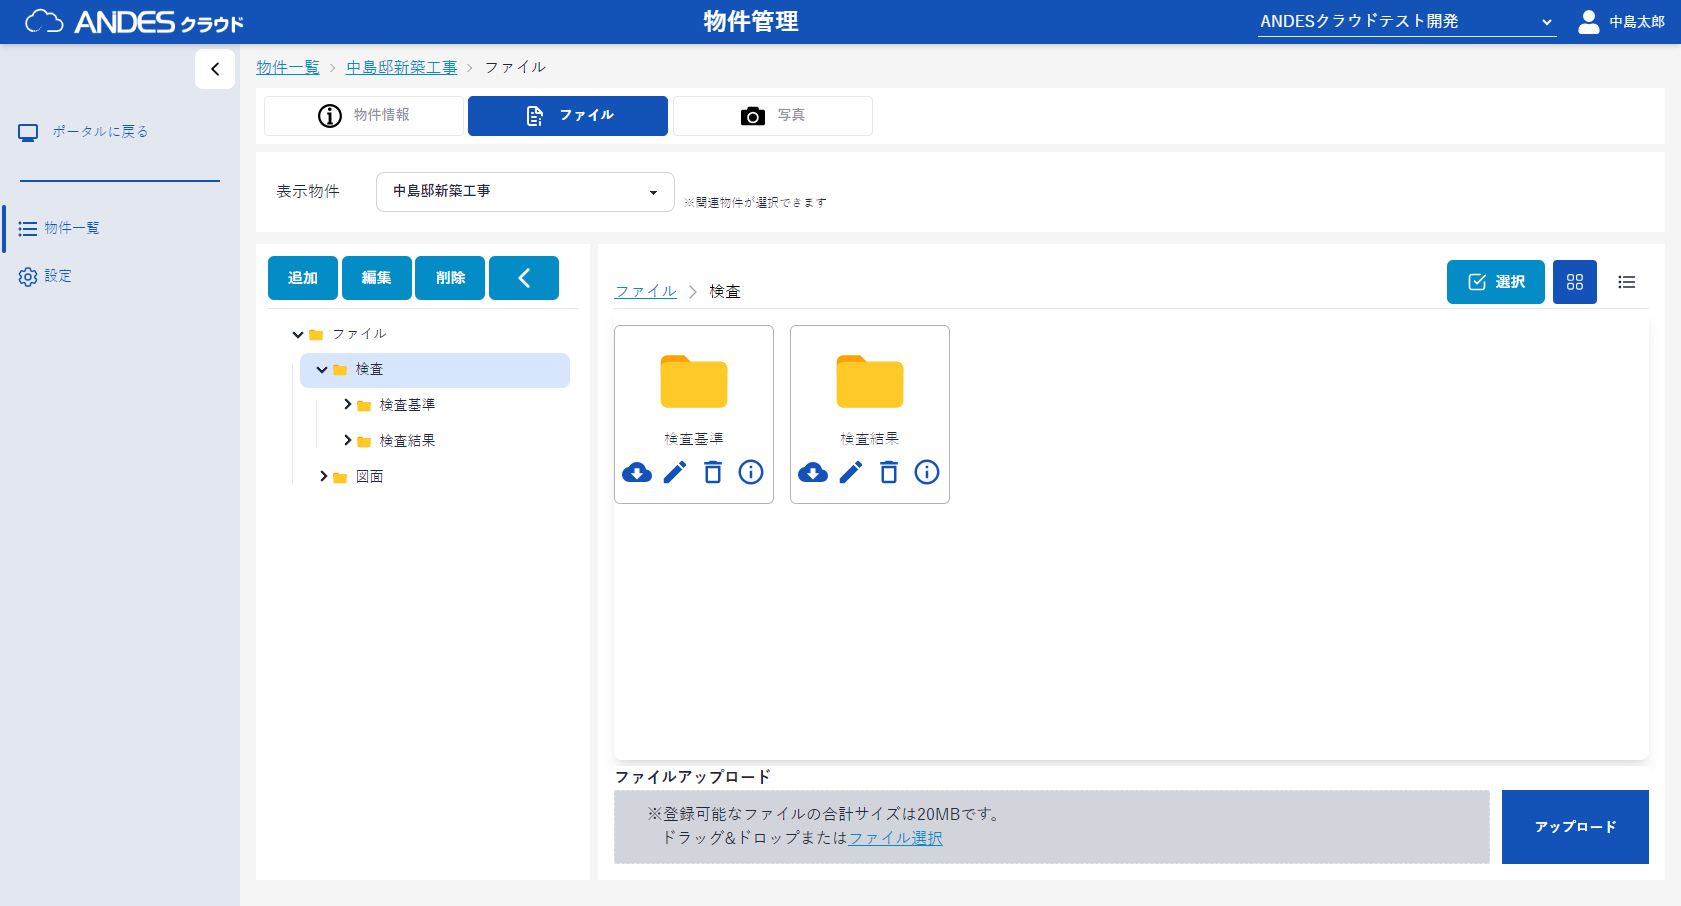 ANDES クラウド
物件管理
ANDESクラウドテスト開発
中島太郎
ポータルに戻る
物件一覧
設定
物件一覧 > 中島邸新築工事 > ファイル
物件情報
ファイル
写真
表示物件
中島邸新築工事
※関連物件が選択できます
追加
編集
削除
ファイル
検査
検査基準
検査結果
図面
ファイル > 検査
選択
検査基準
検査結果
ファイルアップロード
※登録可能なファイルの合計サイズは20MBです。
ドラッグ&ドロップまたはファイル選択
アップロード